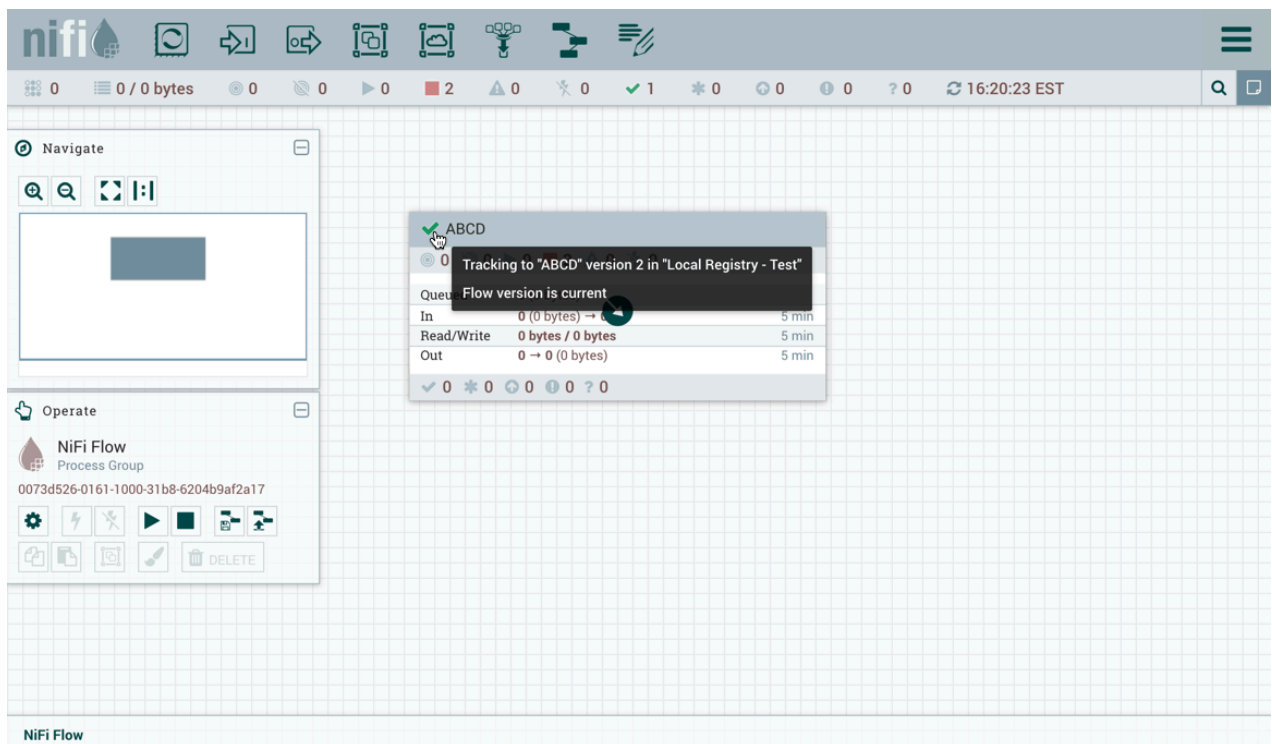 nifi
0 0 / 0 bytes 0 0 0 2 0 0 1 0 0 0 ? 0 16:20:23 EST
Navigate
ABCD
0
Tracking to "ABCD" version 2 in "Local Registry - Test"
Flow version is current
In 0 (0 bytes) → 5 min
Read/Write 0 bytes / 0 bytes 5 min
Out 0 → 0 (0 bytes) 5 min
0 0 0 0 ? 0
Operate
NiFi Flow
Process Group
0073d526-0161-1000-31b8-6204b9af2a17
DELETE
NiFi Flow